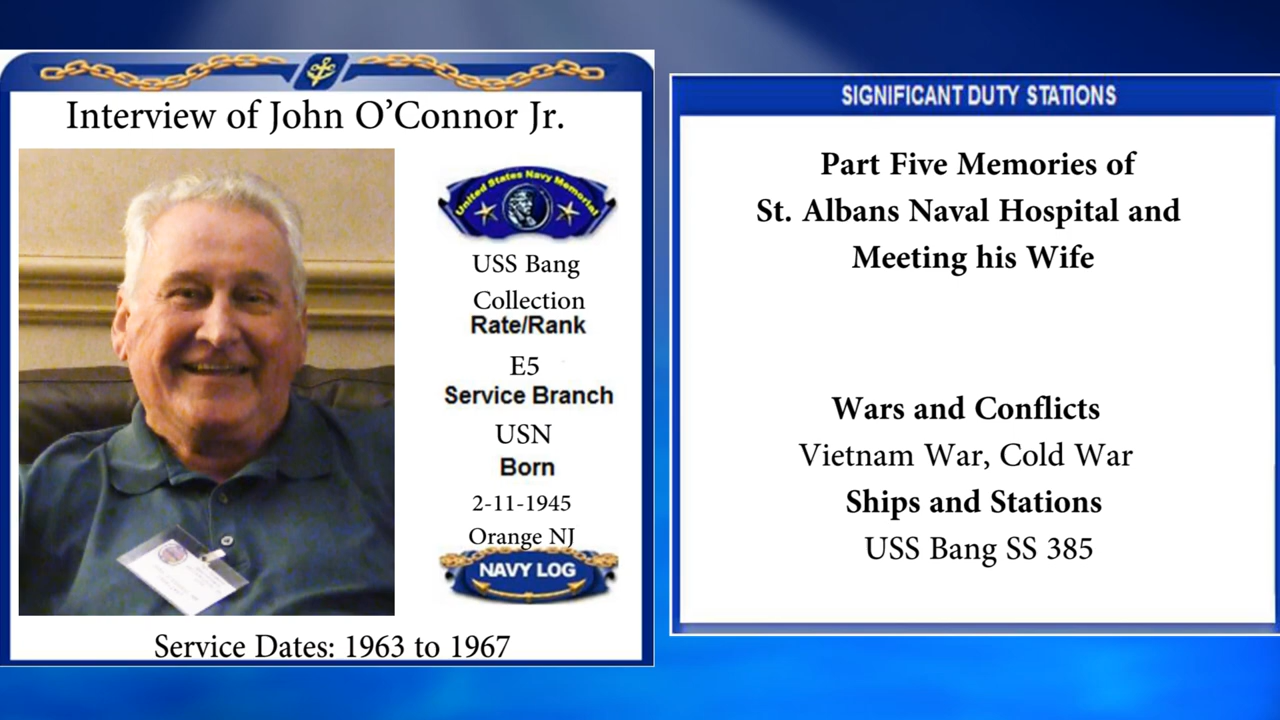 Interview of John O'Connor Jr.
United States Navy Memorial
USS Bang
Collection
Rate/Rank
E5
Service Branch
USN
Born
2-11-1945
Orange NJ
NAVY LOG
Service Dates: 1963 to 1967
SIGNIFICANT DUTY STATIONS
Part Five Memories of
St. Albans Naval Hospital and
Meeting his Wife
Wars and Conflicts
Vietnam War, Cold War
Ships and Stations
USS Bang SS 385